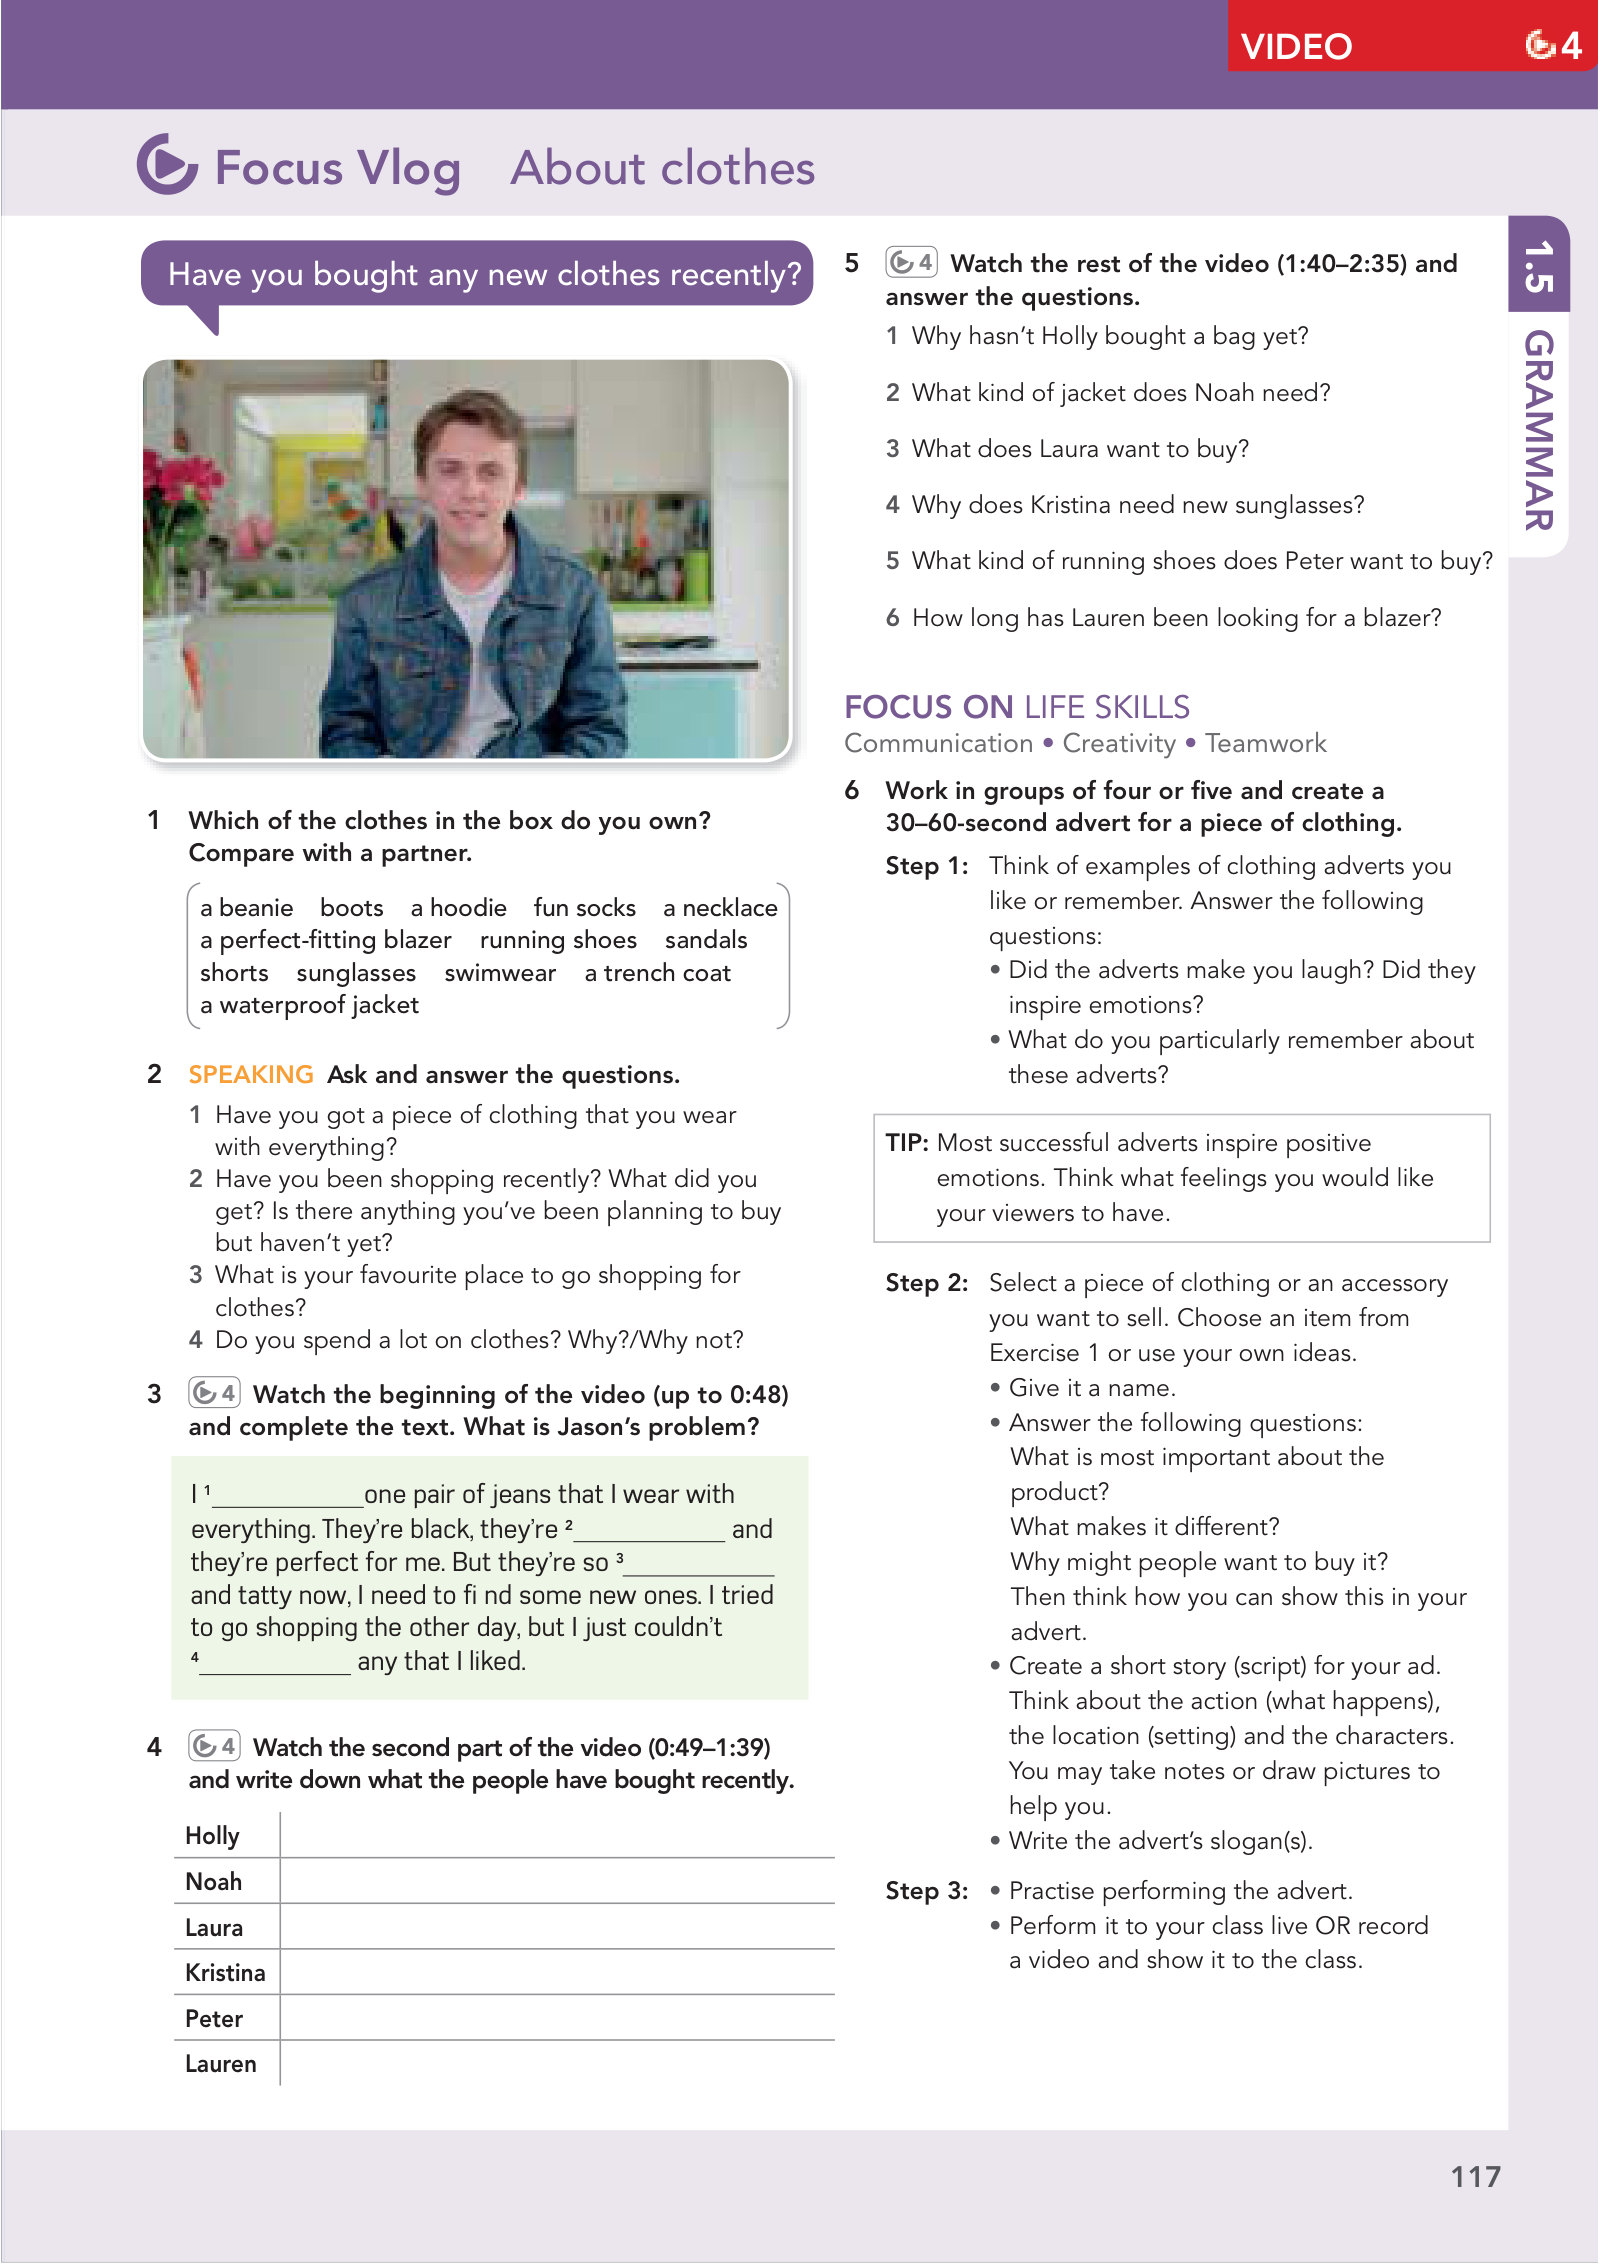 VIDEO 4
Focus Vlog About clothes
Have you bought any new clothes recently?
1 Which of the clothes in the box do you own?
Compare with a partner.
a beanie boots a hoodie fun socks a necklace
a perfect-fitting blazer running shoes sandals
shorts sunglasses swimwear a trench coat
a waterproof jacket
2 SPEAKING Ask and answer the questions.
1 Have you got a piece of clothing that you wear
with everything?
2 Have you been shopping recently? What did you
get? Is there anything you've been planning to buy
but haven't yet?
3 What is your favourite place to go shopping for
clothes?
4 Do you spend a lot on clothes? Why?/Why not?
3 4 Watch the beginning of the video (up to 0:48)
and complete the text. What is Jason's problem?
I 1____________one pair of jeans that I wear with
everything. They're black, they're 2____________ and
they're perfect for me. But they're so 3____________
and tatty now, I need to fi nd some new ones. I tried
to go shopping the other day, but I just couldn't
4____________ any that I liked.
4 4 Watch the second part of the video (0:49–1:39)
and write down what the people have bought recently.
Holly
Noah
Laura
Kristina
Peter
Lauren
5 4 Watch the rest of the video (1:40–2:35) and
answer the questions.
1 Why hasn't Holly bought a bag yet?
2 What kind of jacket does Noah need?
3 What does Laura want to buy?
4 Why does Kristina need new sunglasses?
5 What kind of running shoes does Peter want to buy?
6 How long has Lauren been looking for a blazer?
FOCUS ON LIFE SKILLS
Communication • Creativity • Teamwork
6 Work in groups of four or five and create a
30–60-second advert for a piece of clothing.
Step 1: Think of examples of clothing adverts you
like or remember. Answer the following
questions:
• Did the adverts make you laugh? Did they
inspire emotions?
• What do you particularly remember about
these adverts?
TIP: Most successful adverts inspire positive
emotions. Think what feelings you would like
your viewers to have.
Step 2: Select a piece of clothing or an accessory
you want to sell. Choose an item from
Exercise 1 or use your own ideas.
• Give it a name.
• Answer the following questions:
What is most important about the
product?
What makes it different?
Why might people want to buy it?
Then think how you can show this in your
advert.
• Create a short story (script) for your ad.
Think about the action (what happens),
the location (setting) and the characters.
You may take notes or draw pictures to
help you.
• Write the advert's slogan(s).
Step 3: • Practise performing the advert.
• Perform it to your class live OR record
a video and show it to the class.
1.5 GRAMMAR
117